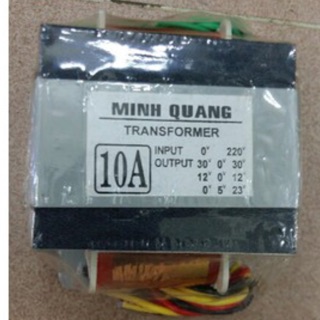 MINH QUANG
TRANSFORMER
10A
INPUT 0' 220'
OUTPUT 30' 0' 30'
12' 0' 12'
0' 5' 23'